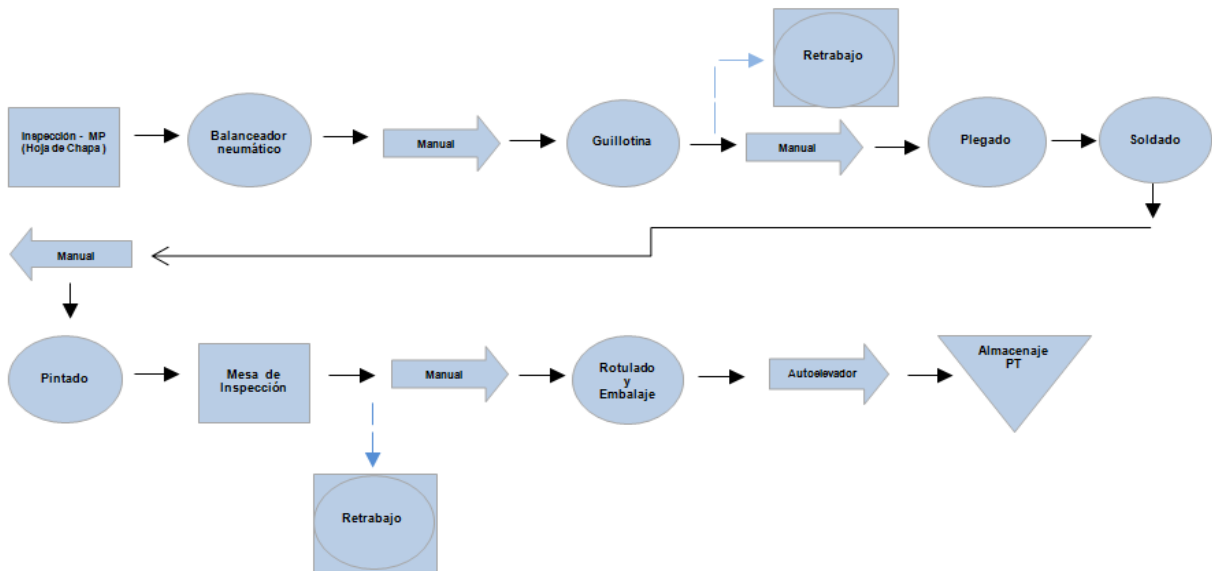 Retrabajo
Inspección - MP
(Hoja de Chapa )
Balanceador
neumático
Manual
Guillotina
Manual
Plegado
Soldado
Manual
Pintado
Mesa de
Inspección
Manual
Rotulado
y
Embalaje
Autoelevador
Almacenaje
PT
Retrabajo